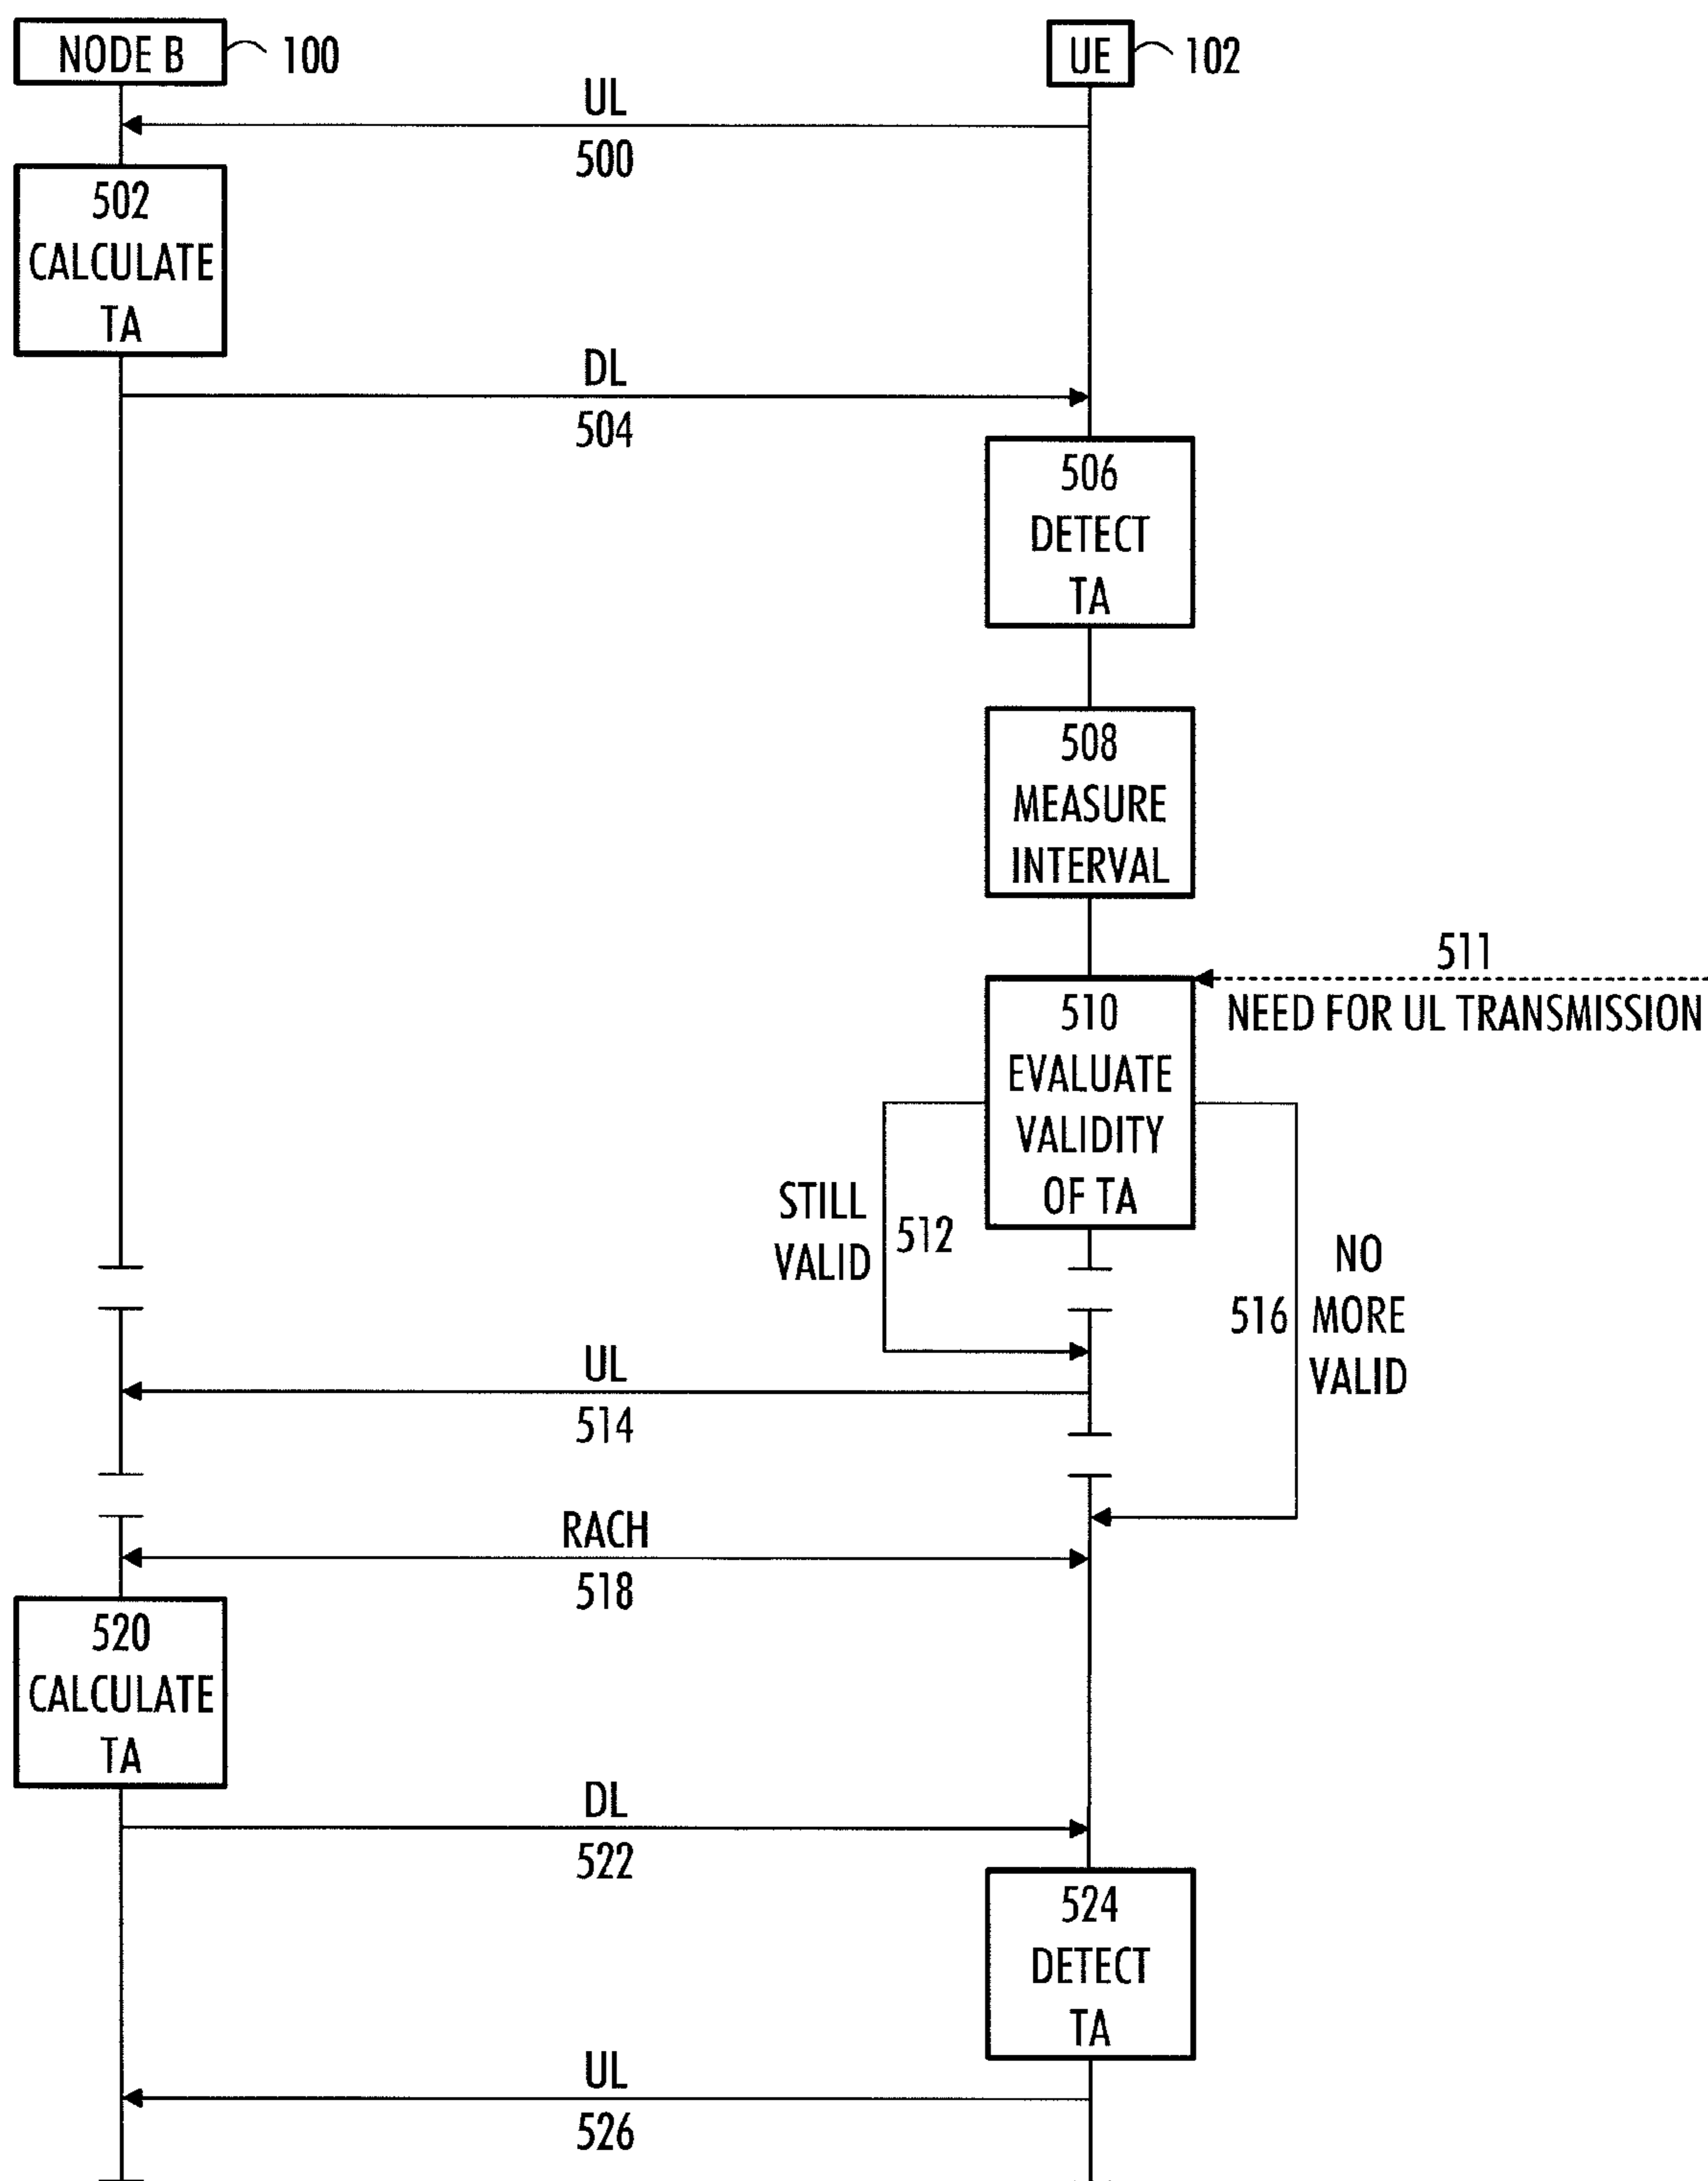 NODE B
100
UE
102
UL
500
502
CALCULATE
TA
DL
504
506
DETECT
TA
508
MEASURE
INTERVAL
511
NEED FOR UL TRANSMISSION
510
EVALUATE
VALIDITY
OF TA
STILL
VALID
512
NO
MORE
VALID
516
UL
514
RACH
518
520
CALCULATE
TA
DL
522
524
DETECT
TA
UL
526